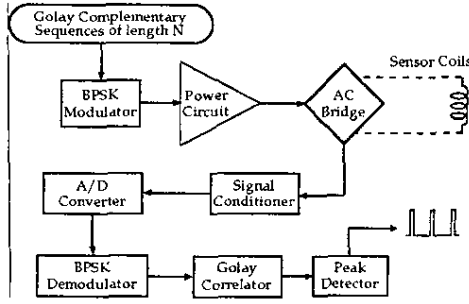 Golay Complementary
Sequences of length N
Sensor Coils
BPSK
Modulator
Power
Circuit
AC
Bridge
A/D
Converter
Signal
Conditioner
BPSK
Demodulator
Golay
Correlator
Peak
Detector